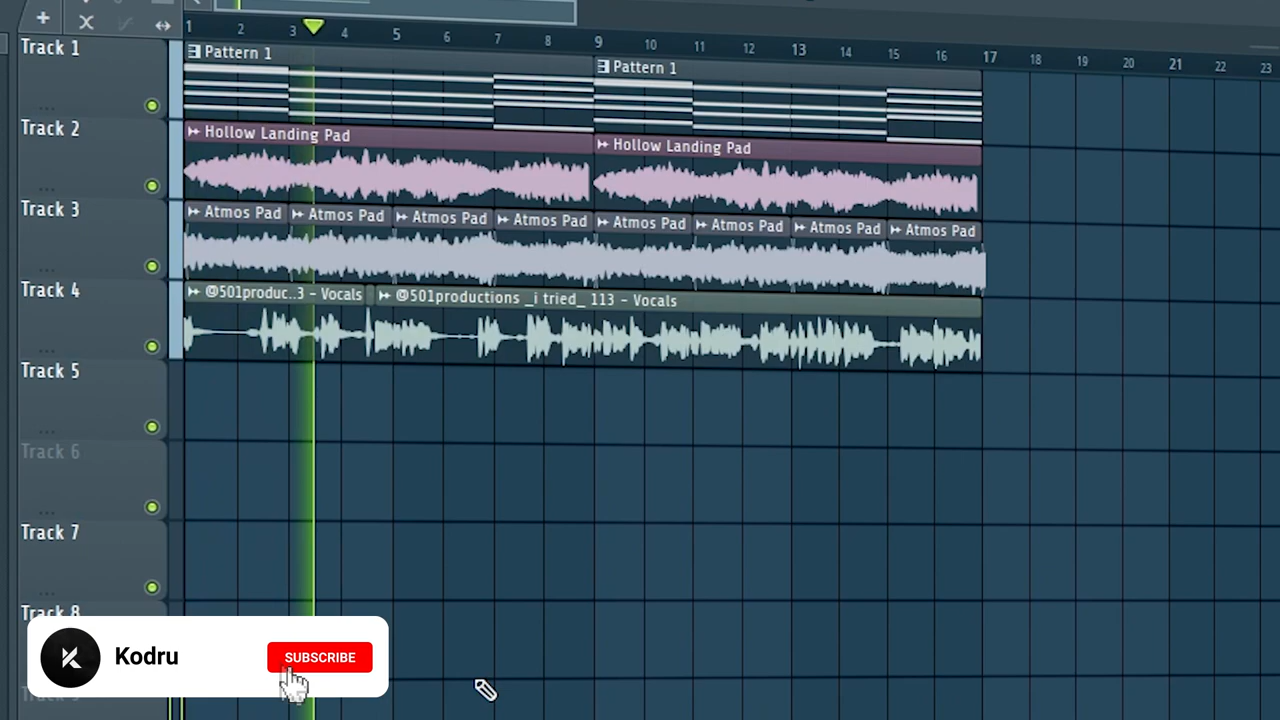 1 2 3 4 5 6 7 8 9 10 11 12 13 14 15 16 17 18 19 20 21 22 23
Track 1
Pattern 1 Pattern 1
Track 2
Hollow Landing Pad Hollow Landing Pad
Track 3
Atmos Pad Atmos Pad Atmos Pad Atmos Pad Atmos Pad Atmos Pad Atmos Pad Atmos Pad
Track 4
@501produc..3 - Vocals @501productions _i tried_ 113 - Vocals
Track 5
Track 6
Track 7
Track 8
Kodru
SUBSCRIBE